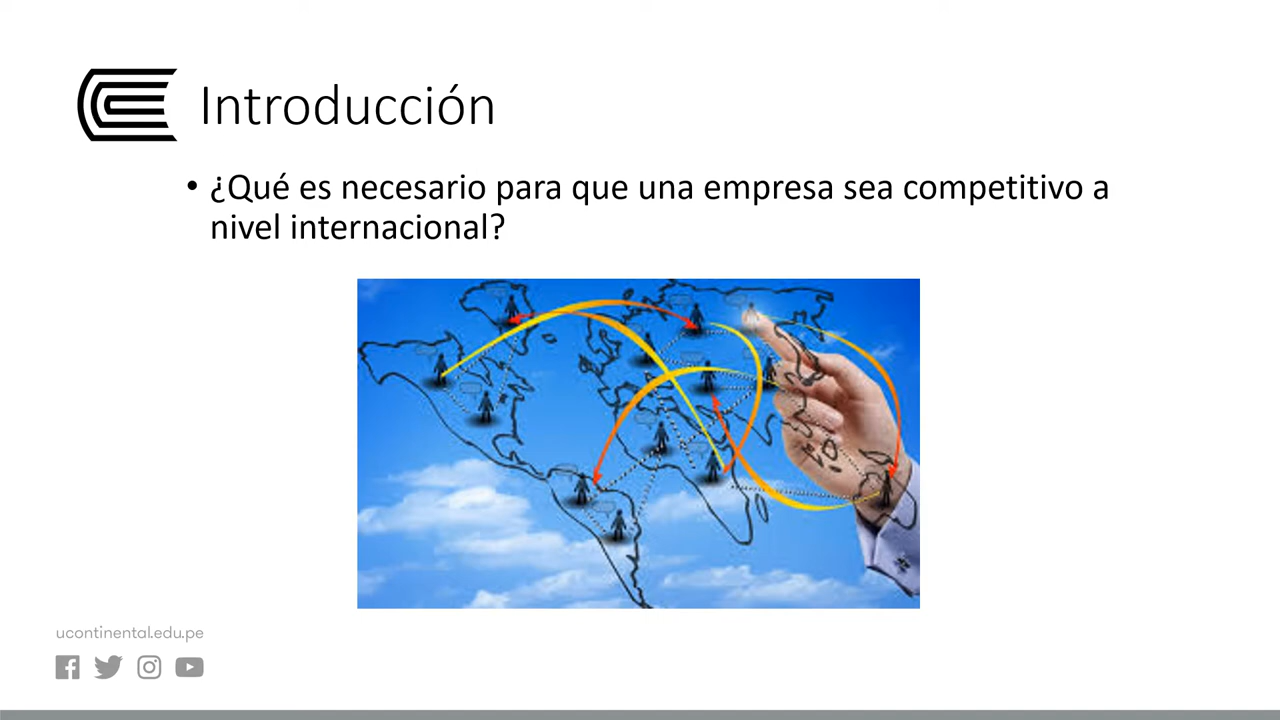 Introducción
• ¿Qué es necesario para que una empresa sea competitivo a
nivel internacional?
ucontinental.edu.pe